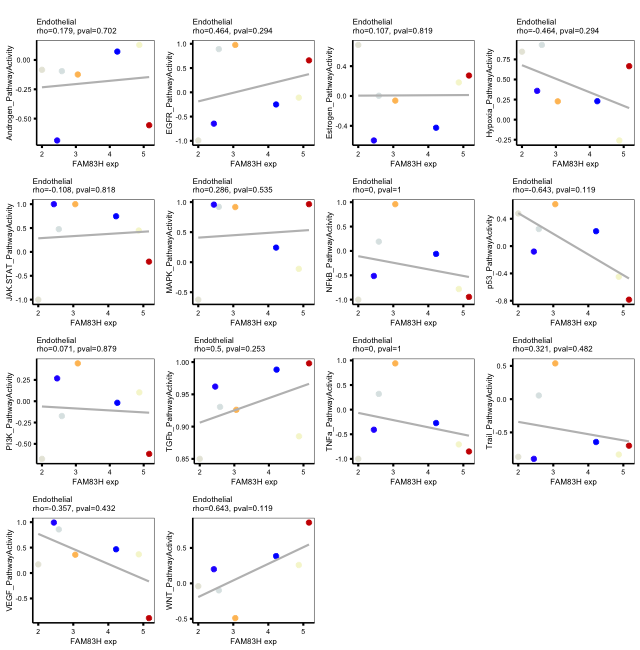 Endothelial
rho=0.179, pval=0.702
Androgen_PathwayActivity
0.00
-0.25
-0.50
2 3 4 5
FAM83H exp
Endothelial
rho=0.464, pval=0.294
EGFR_PathwayActivity
1.0
0.5
0.0
-0.5
-1.0
2 3 4 5
FAM83H exp
Endothelial
rho=0.107, pval=0.819
Estrogen_PathwayActivity
0.4
0.0
-0.4
2 3 4 5
FAM83H exp
Endothelial
rho=-0.464, pval=0.294
Hypoxia_PathwayActivity
0.75
0.50
0.25
0.00
-0.25
2 3 4 5
FAM83H exp
Endothelial
rho=-0.108, pval=0.818
JAK-STAT_PathwayActivity
1.0
0.5
0.0
-0.5
-1.0
2 3 4 5
FAM83H exp
Endothelial
rho=0.286, pval=0.535
MAPK_PathwayActivity
1.0
0.5
0.0
-0.5
2 3 4 5
FAM83H exp
Endothelial
rho=0, pval=1
NFkB_PathwayActivity
1.0
0.5
0.0
-0.5
-1.0
2 3 4 5
FAM83H exp
Endothelial
rho=-0.643, pval=0.119
p53_PathwayActivity
0.4
0.0
-0.4
-0.8
2 3 4 5
FAM83H exp
Endothelial
rho=0.071, pval=0.879
PI3K_PathwayActivity
0.25
0.00
-0.25
-0.50
2 3 4 5
FAM83H exp
Endothelial
rho=0.5, pval=0.253
TGFb_PathwayActivity
1.00
0.95
0.90
0.85
2 3 4 5
FAM83H exp
Endothelial
rho=0, pval=1
TNFa_PathwayActivity
1.0
0.5
0.0
-0.5
-1.0
2 3 4 5
FAM83H exp
Endothelial
rho=0.321, pval=0.482
Trail_PathwayActivity
0.5
0.0
-0.5
2 3 4 5
FAM83H exp
Endothelial
rho=-0.357, pval=0.432
VEGF_PathwayActivity
1.0
0.5
0.0
-0.5
2 3 4 5
FAM83H exp
Endothelial
rho=0.643, pval=0.119
WNT_PathwayActivity
0.5
0.0
-0.5
2 3 4 5
FAM83H exp